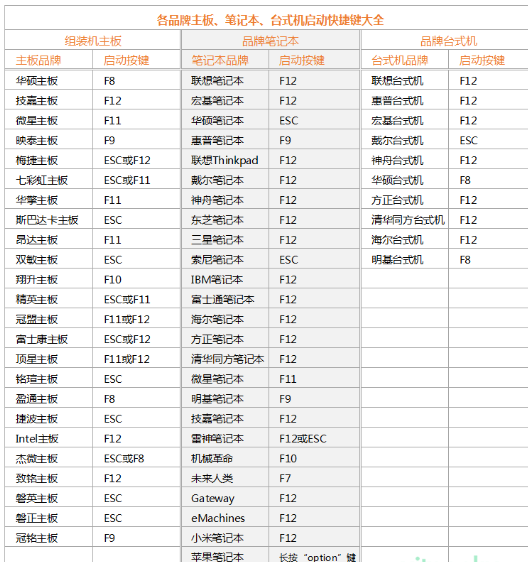 各品牌主板、笔记本、台式机启动快捷键大全
组装机主板 品牌笔记本 品牌台式机
主板品牌 启动按键 笔记本品牌 启动按键 台式机品牌 启动按键
华硕主板 F8 联想笔记本 F12 联想台式机 F12
技嘉主板 F12 宏基笔记本 F12 惠普台式机 F12
微星主板 F11 华硕笔记本 ESC 宏基台式机 F12
映泰主板 F9 惠普笔记本 F9 戴尔台式机 ESC
梅捷主板 ESC或F12 联想Thinkpad F12 神舟台式机 F12
七彩虹主板 ESC或F11 戴尔笔记本 F12 华硕台式机 F8
华擎主板 F11 神舟笔记本 F12 方正台式机 F12
斯巴达卡主板 ESC 东芝笔记本 F12 清华同方台式机 F12
昂达主板 F11 三星笔记本 F12 海尔台式机 F12
双敏主板 ESC 索尼笔记本 ESC 明基台式机 F8
翔升主板 F10 IBM笔记本 F12
精英主板 ESC或F11 富士通笔记本 F12
冠盟主板 F11或F12 海尔笔记本 F12
富士康主板 ESC或F12 方正笔记本 F12
顶星主板 F11或F12 清华同方笔记本 F12
铭瑄主板 ESC 微星笔记本 F11
盈通主板 F8 明基笔记本 F9
捷波主板 ESC 技嘉笔记本 F12
Intel主板 F12 雷神笔记本 F12或ESC
杰微主板 ESC或F8 机械革命 F10
致铭主板 F12 未来人类 F7
磐英主板 ESC Gateway F12
磐正主板 ESC eMachines F12
冠铭主板 F9 小米笔记本 F12
苹果笔记本 长按“option”键